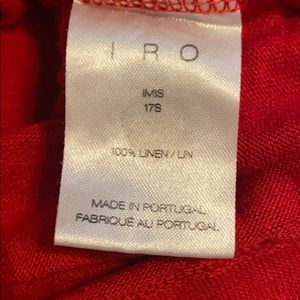 IRO
IMIS
17S
100% LINEN / LIN
MADE IN PORTUGAL
FABRIQUÉ AU PORTUGAL